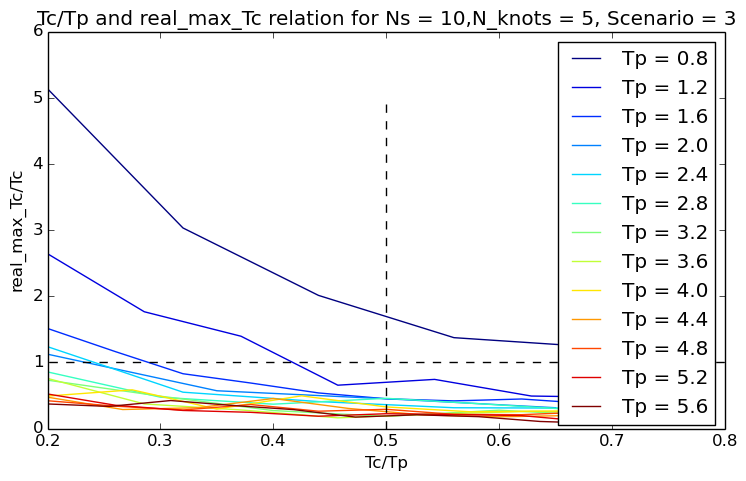 Tc/Tp and real_max_Tc relation for Ns = 10,N_knots = 5, Scenario = 3
6
5
4
3
2
1
0
real_max_Tc/Tc
0.2 0.3 0.4 0.5 0.6 0.7 0.8
Tc/Tp
Tp = 0.8
Tp = 1.2
Tp = 1.6
Tp = 2.0
Tp = 2.4
Tp = 2.8
Tp = 3.2
Tp = 3.6
Tp = 4.0
Tp = 4.4
Tp = 4.8
Tp = 5.2
Tp = 5.6